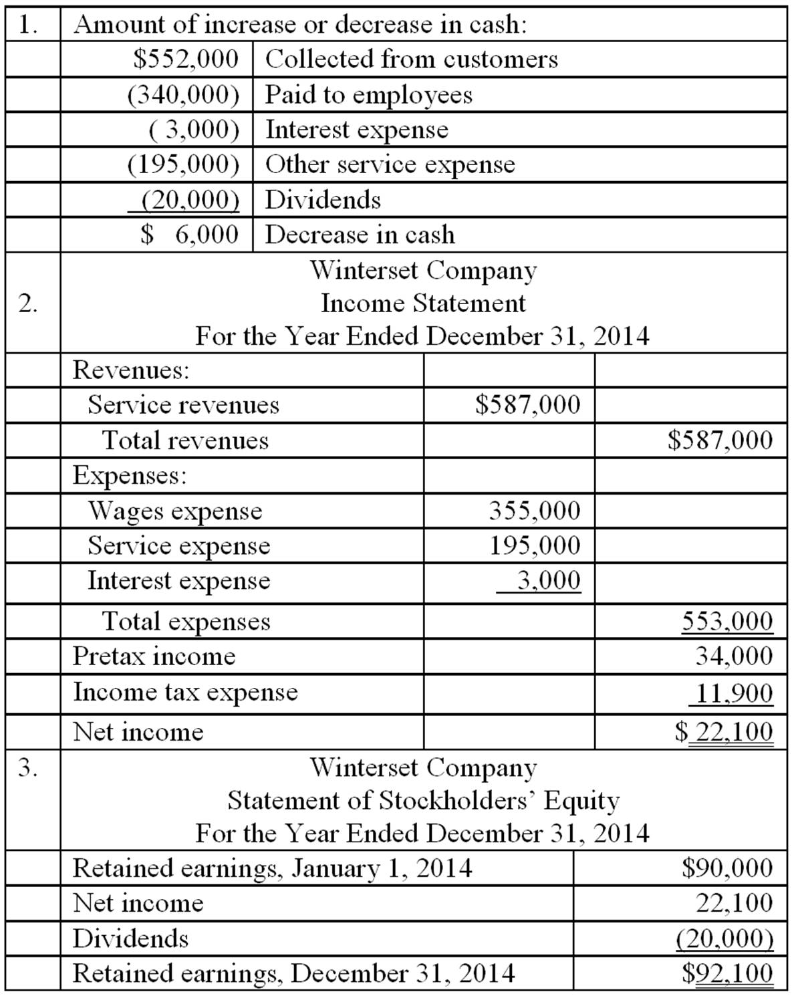 1. Amount of increase or decrease in cash:
$552,000 Collected from customers
(340,000) Paid to employees
( 3,000) Interest expense
(195,000) Other service expense
(20,000) Dividends
$ 6,000 Decrease in cash
Winterset Company
2. Income Statement
For the Year Ended December 31, 2014
Revenues:
Service revenues $587,000
Total revenues $587,000
Expenses:
Wages expense 355,000
Service expense 195,000
Interest expense 3,000
Total expenses 553,000
Pretax income 34,000
Income tax expense 11,900
Net income $ 22,100
3. Winterset Company
Statement of Stockholders’ Equity
For the Year Ended December 31, 2014
Retained earnings, January 1, 2014 $90,000
Net income 22,100
Dividends (20,000)
Retained earnings, December 31, 2014 $92,100